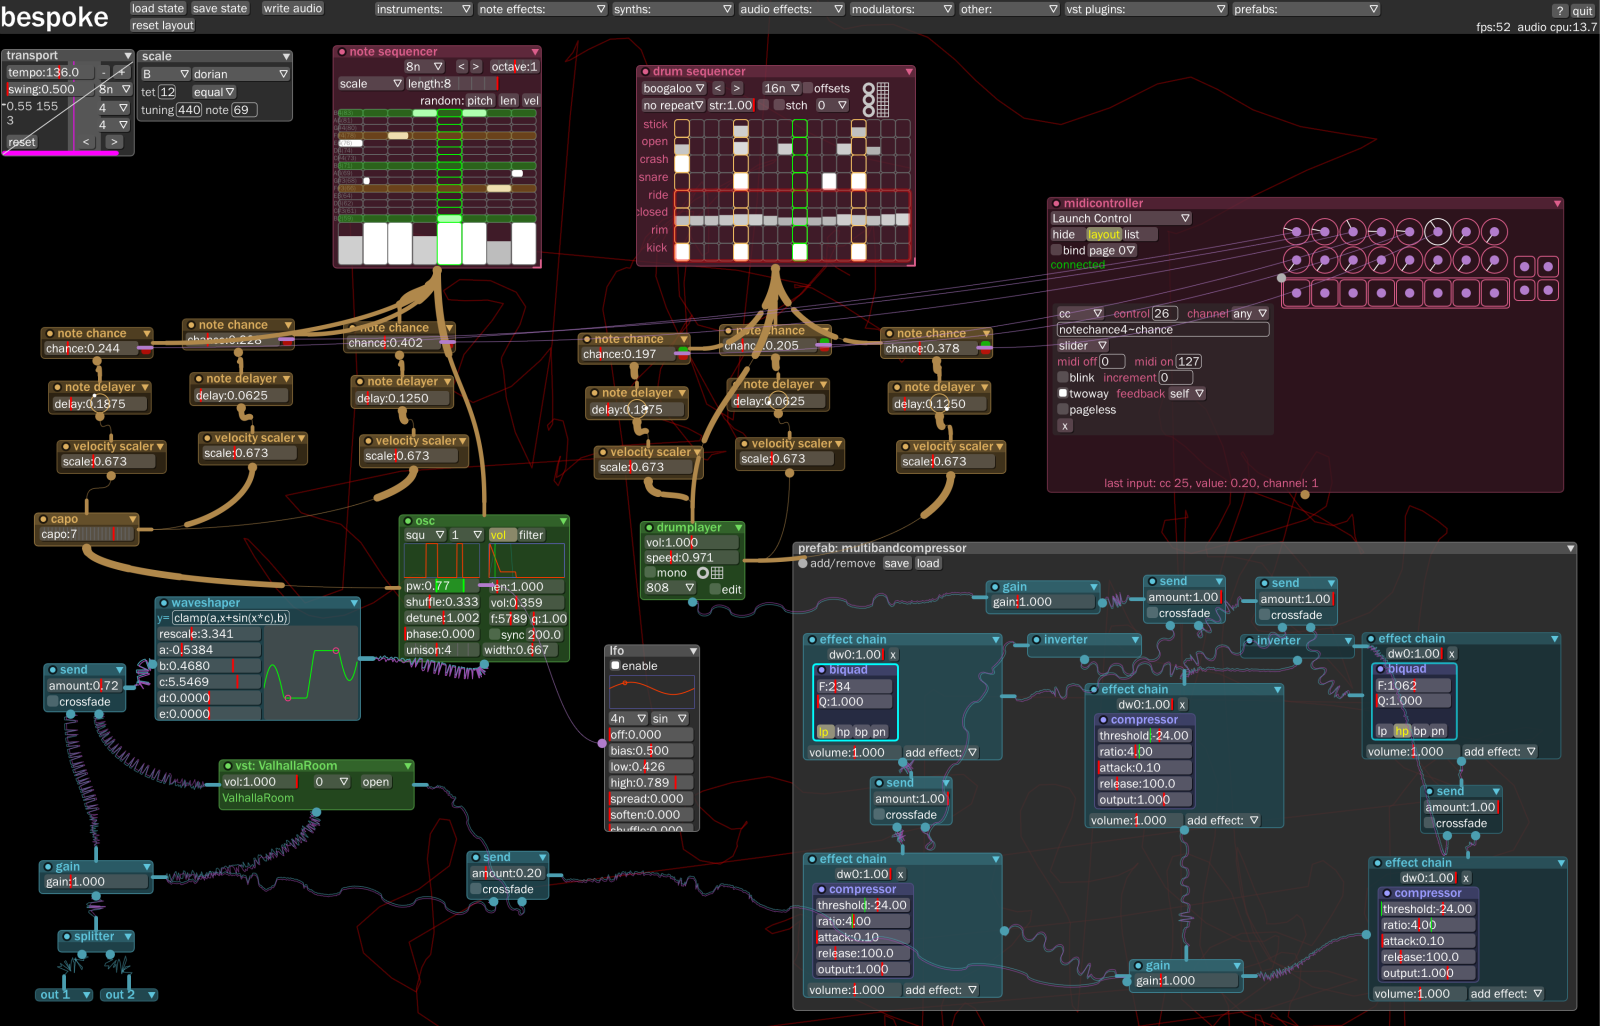 bespoke
load state save state write audio
reset layout
instruments: note effects: synths: audio effects: modulators: other: vst plugins: prefabs:
? quit
fps:52 audio cpu:13.7
transport
tempo:136.0 - +
swing:0.500 8n
-0.55 155 4
3 4
reset < >
scale
B dorian
tet 12 equal
tuning 440 note 69
note sequencer
8n < > octave:1
scale length:8
random: pitch len vel
drum sequencer
boogaloo < > 16n offsets
no repeat str:1.00 stch 0
stick
open
crash
snare
ride
closed
rim
kick
midicontroller
Launch Control
hide layout list
bind page 0
connected
cc control 26 channel any
notechance4~chance
slider
midi off 0 midi on 127
blink increment 0
twoway feedback self
pageless
x
last input: cc 25, value: 0.20, channel: 1
note chance
chance:0.244
note chance
chance:0.228
note chance
chance:0.402
note chance
chance:0.197
note chance
chance:0.205
note chance
chance:0.378
note delayer
delay:0.1875
note delayer
delay:0.0625
note delayer
delay:0.1250
note delayer
delay:0.1875
note delayer
delay:0.0625
note delayer
delay:0.1250
velocity scaler
scale:0.673
velocity scaler
scale:0.673
velocity scaler
scale:0.673
velocity scaler
scale:0.673
velocity scaler
scale:0.673
velocity scaler
scale:0.673
capo
capo:7
osc
squ 1 vol filter
pw:0.77 len:1.000
shuffle:0.333 vol:0.359
detune:1.002 f:5789 q:1.00
phase:0.000 sync 200.0
unison:4 width:0.667
drumplayer
vol:1.000
speed:0.971
mono
808 edit
waveshaper
y= clamp(a,x+sin(x*c),b)
rescale:3.341
a:-0.5384
b:0.4680
c:5.5469
d:0.0000
e:0.0000
send
amount:0.72
crossfade
vst: ValhallaRoom
vol:1.000 0 open
ValhallaRoom
gain
gain:1.000
splitter
out 1 out 2
send
amount:0.20
crossfade
lfo
enable
4n sin
off:0.000
bias:0.500
low:0.426
high:0.789
spread:0.000
soften:0.000
shuffle:0.000
prefab: multibandcompressor
add/remove save load
gain
gain:1.000
send
amount:1.00
crossfade
send
amount:1.00
crossfade
effect chain
dw0:1.00 x
biquad
F:234
Q:1.000
lp hp bp pn
volume:1.000 add effect:
inverter
inverter
effect chain
dw0:1.00 x
biquad
F:1062
Q:1.000
lp hp bp pn
volume:1.000 add effect:
effect chain
dw0:1.00 x
compressor
threshold:-24.00
ratio:4.00
attack:0.10
release:100.0
output:1.000
volume:1.000 add effect:
send
amount:1.00
crossfade
send
amount:1.00
crossfade
effect chain
dw0:1.00 x
compressor
threshold:-24.00
ratio:4.00
attack:0.10
release:100.0
output:1.000
volume:1.000 add effect:
gain
gain:1.000
effect chain
dw0:1.00 x
compressor
threshold:-24.00
ratio:4.00
attack:0.10
release:100.0
output:1.000
volume:1.000 add effect: